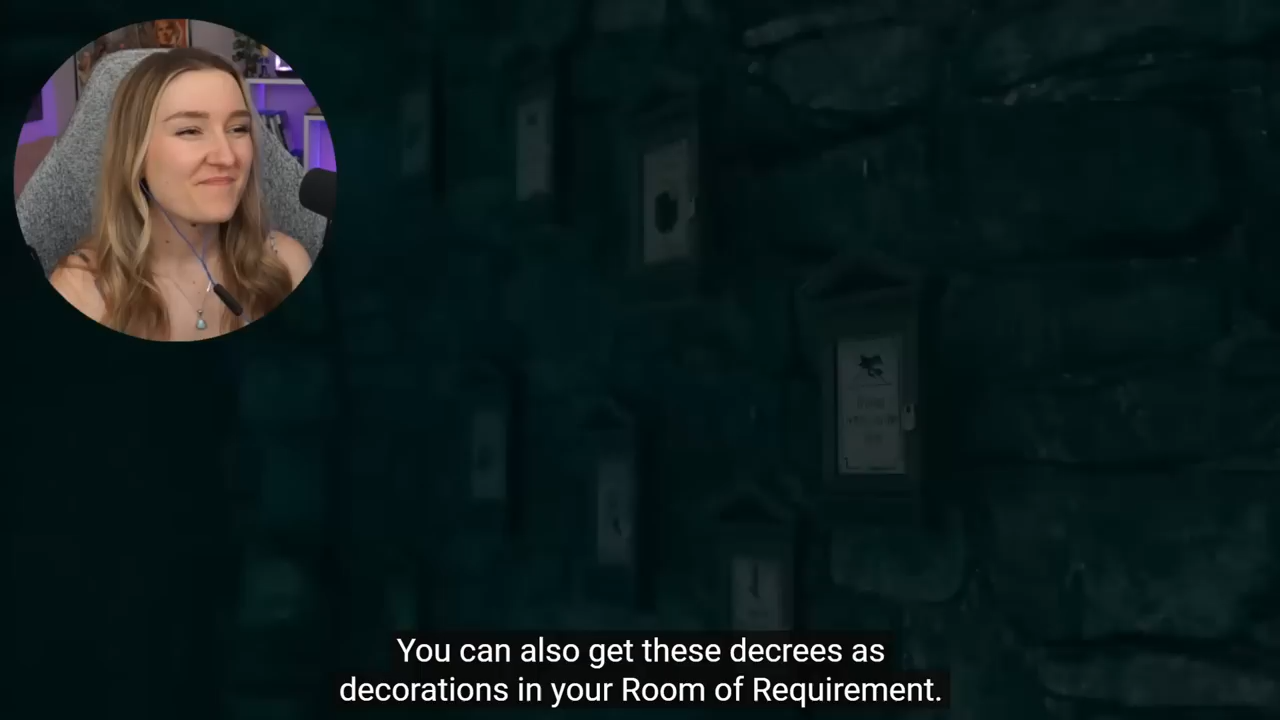 You can also get these decrees as
decorations in your Room of Requirement.